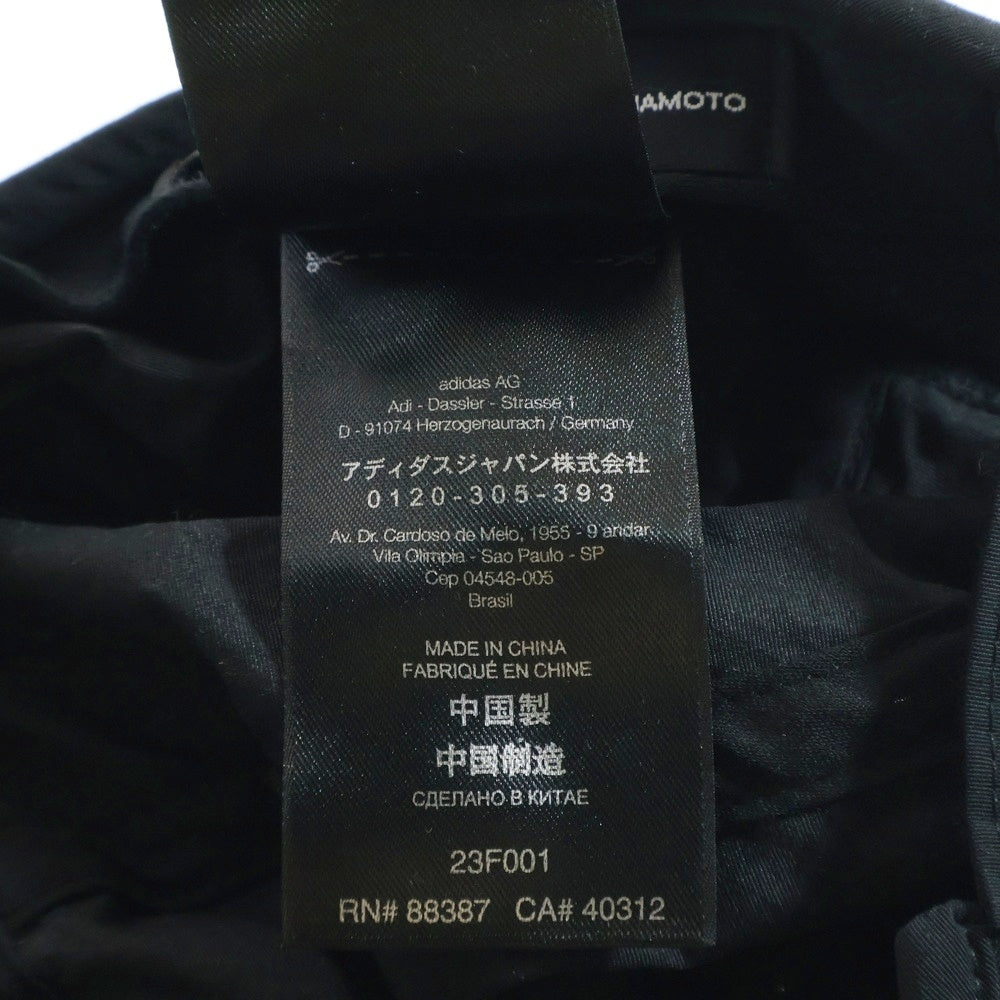 adidas AG
Adi - Dassler - Strasse 1
D - 91074 Herzogenaurach / Germany
アディダスジャパン株式会社
0120-305-393
Av. Dr. Cardoso de Melo, 1955 - 9 andar
Vila Olimpia - Sao Paulo - SP
Cep 04548-005
Brasil
MADE IN CHINA
FABRIQUÉ EN CHINE
中国製
中国制造
СДЕЛАНО В КИТАЕ
23F001
RN# 88387 CA# 40312